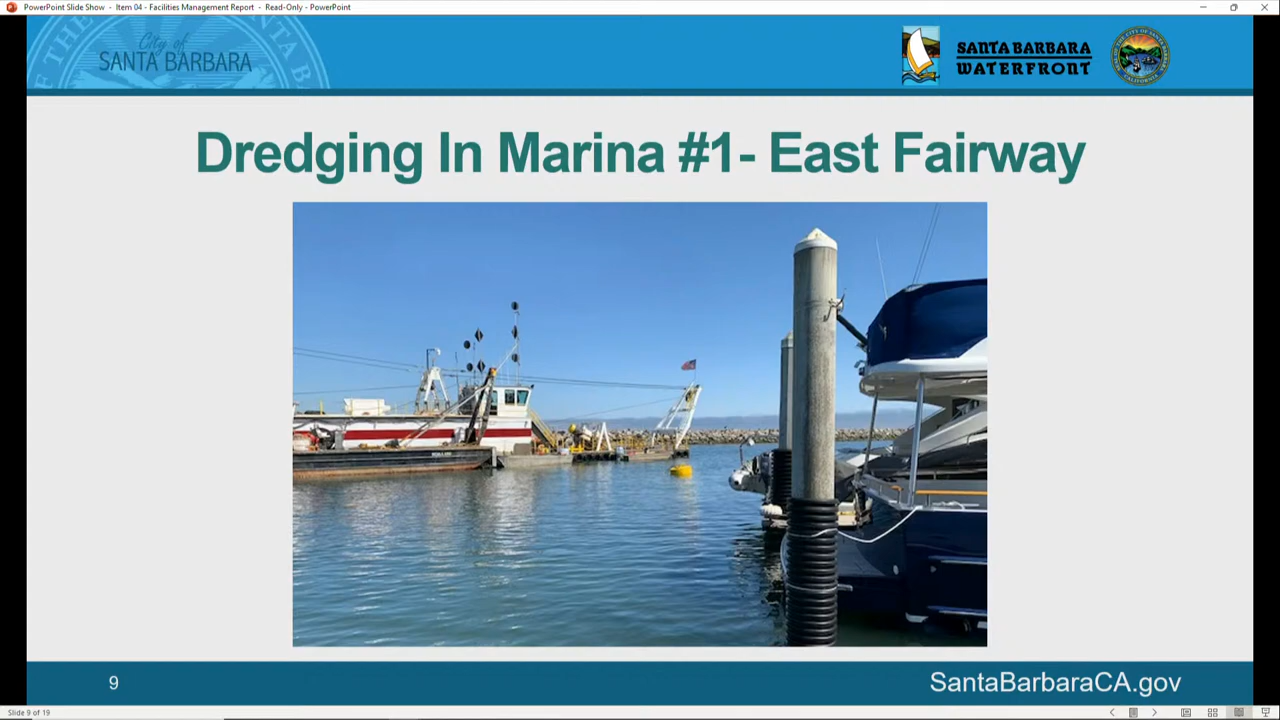 PowerPoint Slide Show - Item 04 - Facilities Management Report - Read-Only - PowerPoint
City of
SANTA BARBARA
SANTA BARBARA
WATERFRONT
Dredging In Marina #1- East Fairway
9
SantaBarbaraCA.gov
Slide 9 of 19